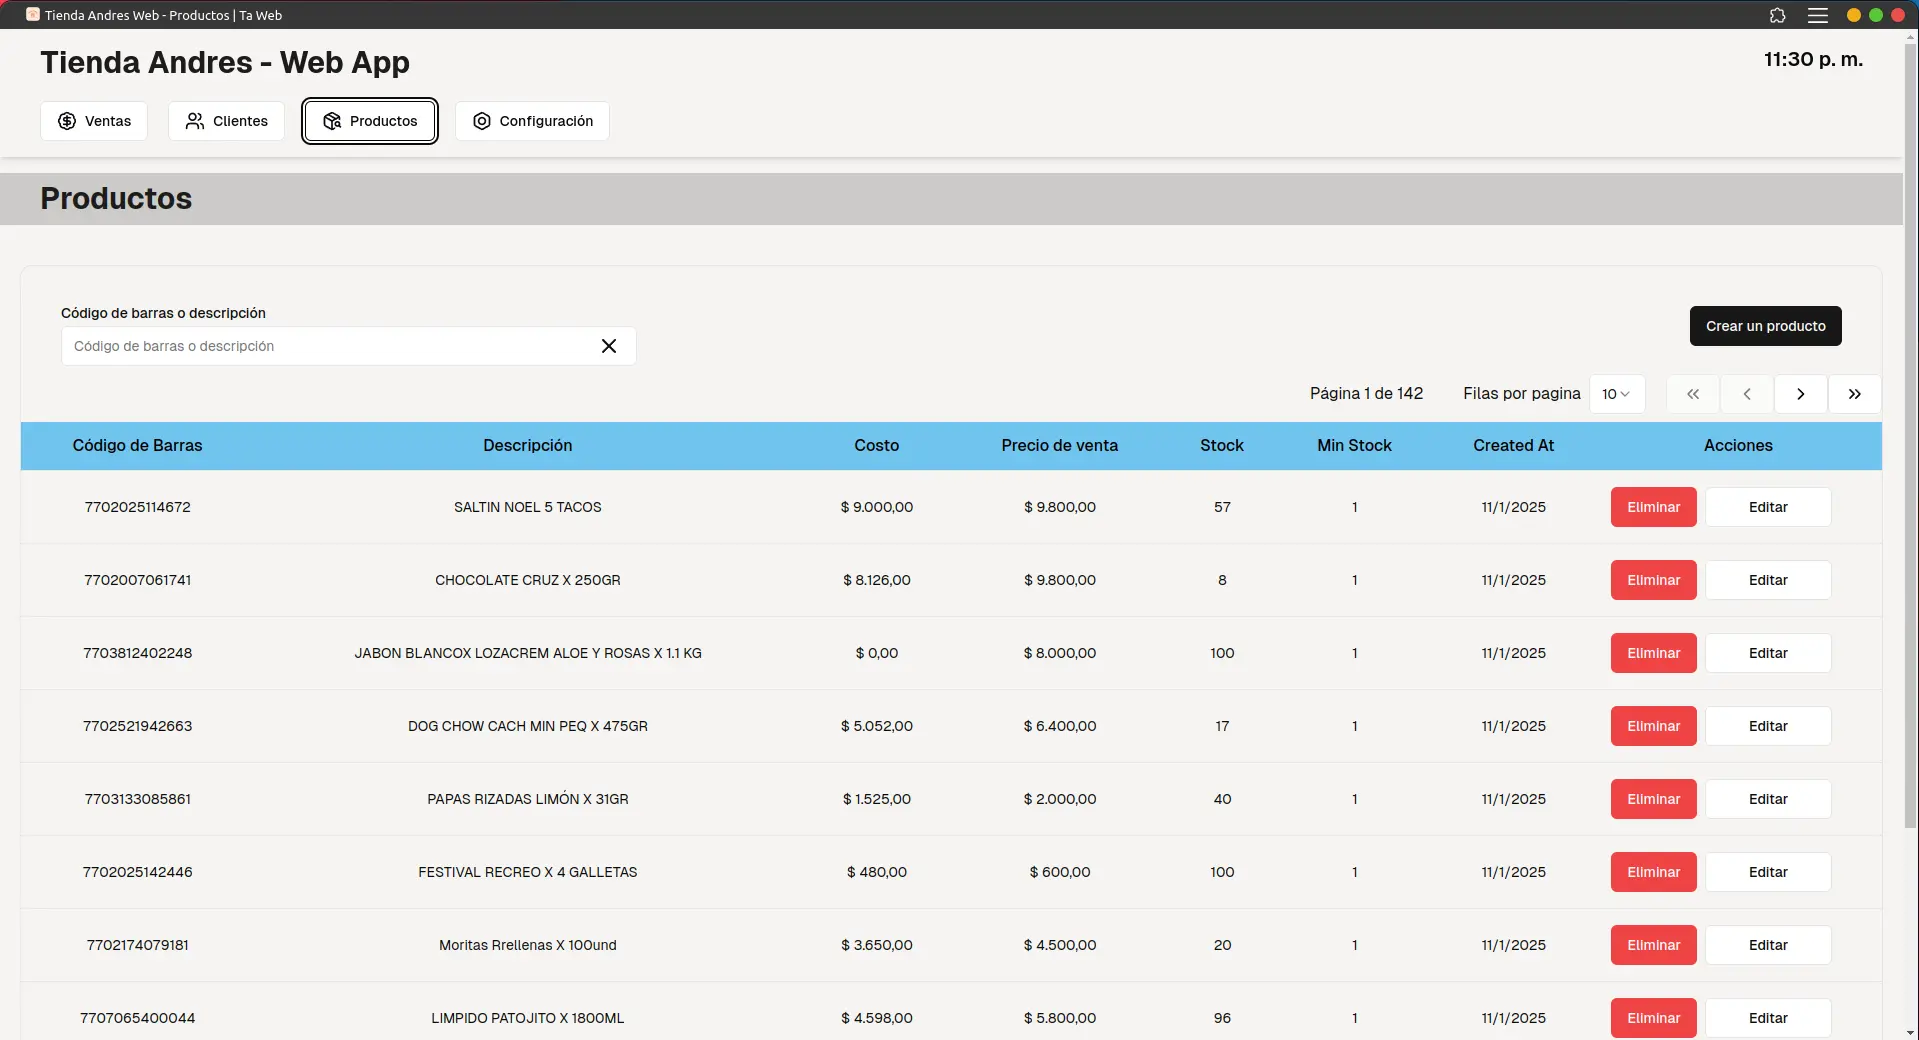 Tienda Andres Web - Productos | Ta Web
Tienda Andres - Web App
11:30 p. m.
Ventas Clientes Productos Configuración
Productos
Código de barras o descripción
Código de barras o descripción
Crear un producto
Página 1 de 142 Filas por pagina 10
Código de Barras Descripción Costo Precio de venta Stock Min Stock Created At Acciones
7702025114672 SALTIN NOEL 5 TACOS $ 9.000,00 $ 9.800,00 57 1 11/1/2025 Eliminar Editar
7702007061741 CHOCOLATE CRUZ X 250GR $ 8.126,00 $ 9.800,00 8 1 11/1/2025 Eliminar Editar
7703812402248 JABON BLANCOX LOZACREM ALOE Y ROSAS X 1.1 KG $ 0,00 $ 8.000,00 100 1 11/1/2025 Eliminar Editar
7702521942663 DOG CHOW CACH MIN PEQ X 475GR $ 5.052,00 $ 6.400,00 17 1 11/1/2025 Eliminar Editar
7703133085861 PAPAS RIZADAS LIMÓN X 31GR $ 1.525,00 $ 2.000,00 40 1 11/1/2025 Eliminar Editar
7702025142446 FESTIVAL RECREO X 4 GALLETAS $ 480,00 $ 600,00 100 1 11/1/2025 Eliminar Editar
7702174079181 Moritas Rrellenas X 100und $ 3.650,00 $ 4.500,00 20 1 11/1/2025 Eliminar Editar
7707065400044 LIMPIDO PATOJITO X 1800ML $ 4.598,00 $ 5.800,00 96 1 11/1/2025 Eliminar Editar